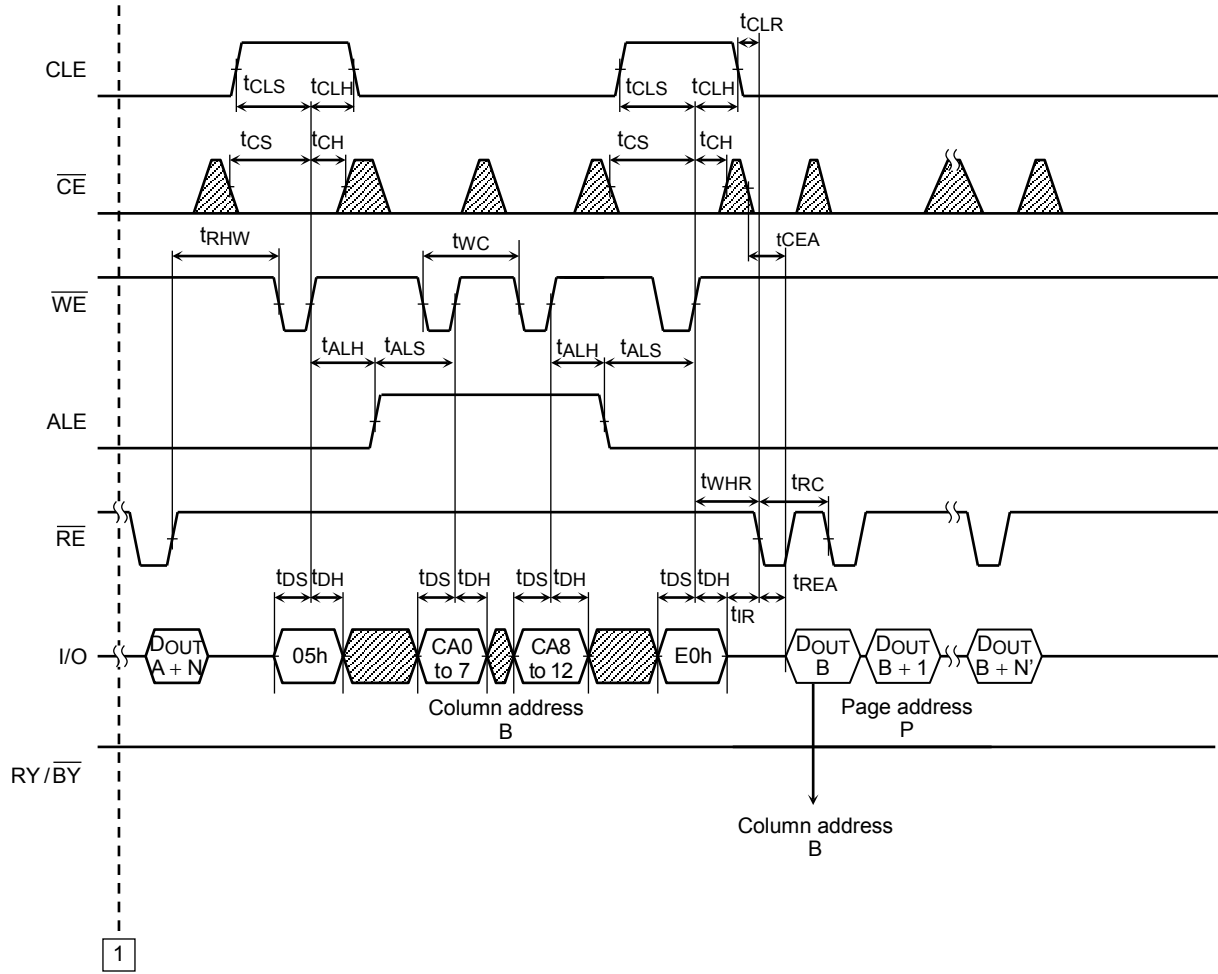 tCLR
CLE
tCLS tCLH tCLS tCLH
tCS tCH tCS tCH
CE
tCEA
tRHW tWC
WE
tALH tALS tALH tALS
ALE
tWHR tRC
RE
tDS tDH tDS tDH tDS tDH tDS tDH tREA
tIR
I/O DOUT A + N 05h CA0 to 7 CA8 to 12 E0h DOUT B DOUT B + 1 DOUT B + N’
Column address
B
Page address
P
RY/BY
Column address
B
1